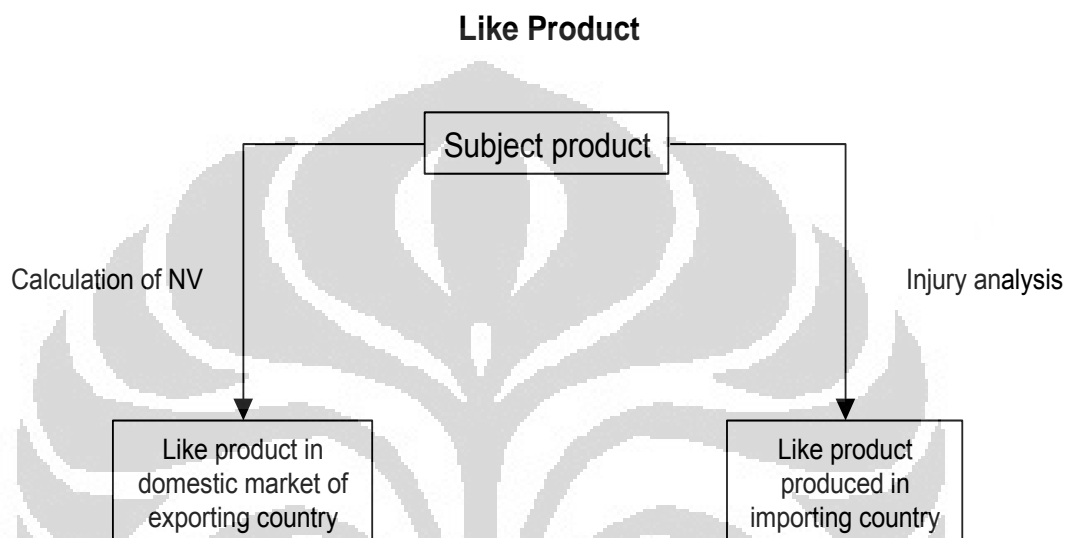 Like Product
Subject product
Calculation of NV
Injury analysis
Like product in
domestic market of
exporting country
Like product
produced in
importing country